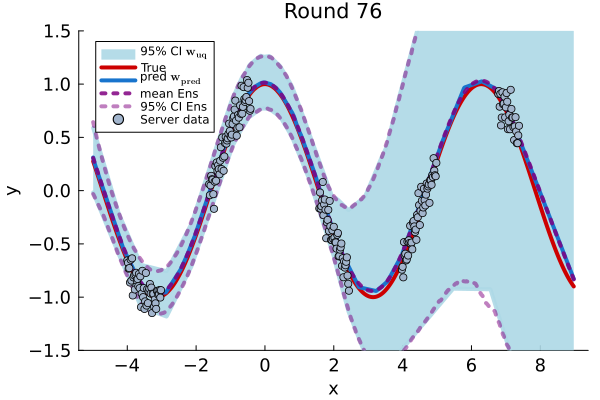 Round 76
1.5
1.0
0.5
0.0
−0.5
−1.0
−1.5
y
95% CI w_uq
True
pred w_pred
mean Ens
95% CI Ens
Server data
−4 −2 0 2 4 6 8
x